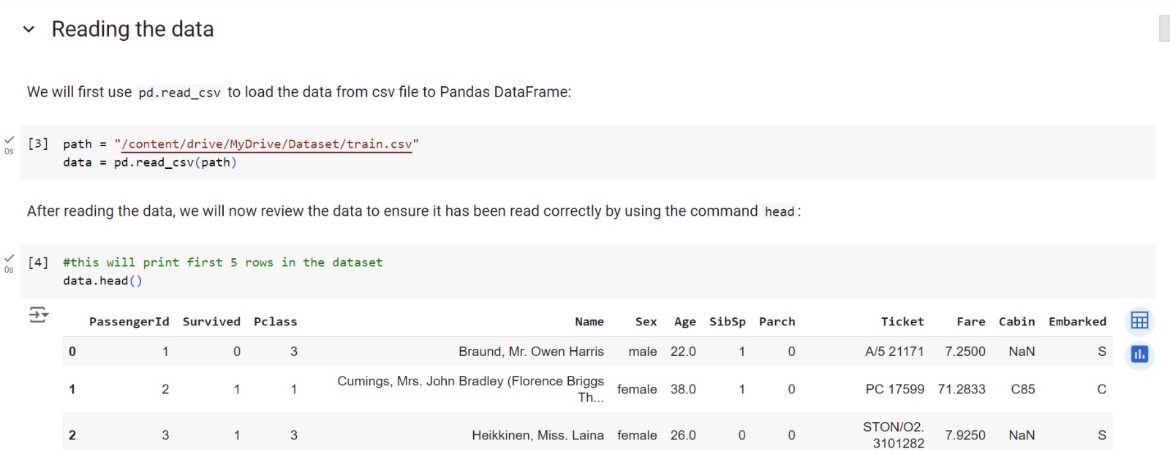 Reading the data
We will first use pd.read_csv to load the data from csv file to Pandas DataFrame:
0s [3] path = "/content/drive/MyDrive/Dataset/train.csv"
data = pd.read_csv(path)
After reading the data, we will now review the data to ensure it has been read correctly by using the command head:
0s [4] #this will print first 5 rows in the dataset
data.head()
PassengerId Survived Pclass Name Sex Age SibSp Parch Ticket Fare Cabin Embarked
0 1 0 3 Braund, Mr. Owen Harris male 22.0 1 0 A/5 21171 7.2500 NaN S
1 2 1 1 Cumings, Mrs. John Bradley (Florence Briggs Th... female 38.0 1 0 PC 17599 71.2833 C85 C
2 3 1 3 Heikkinen, Miss. Laina female 26.0 0 0 STON/O2. 3101282 7.9250 NaN S